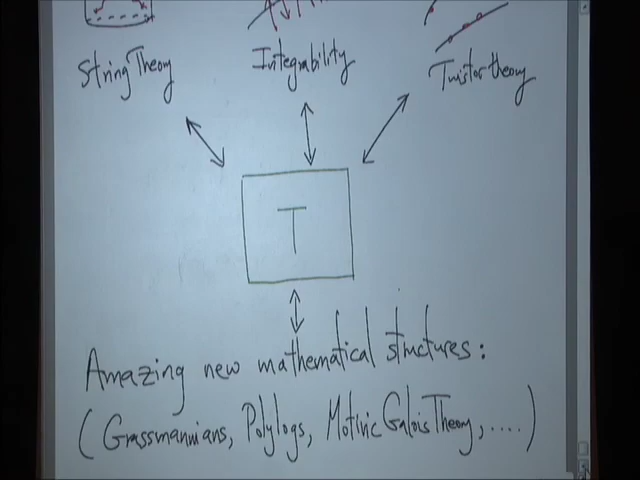 String Theory Integrability Twistor theory
T
Amazing new mathematical structures:
(Grassmannians, Polylogs, Motivic Galois Theory, ....)